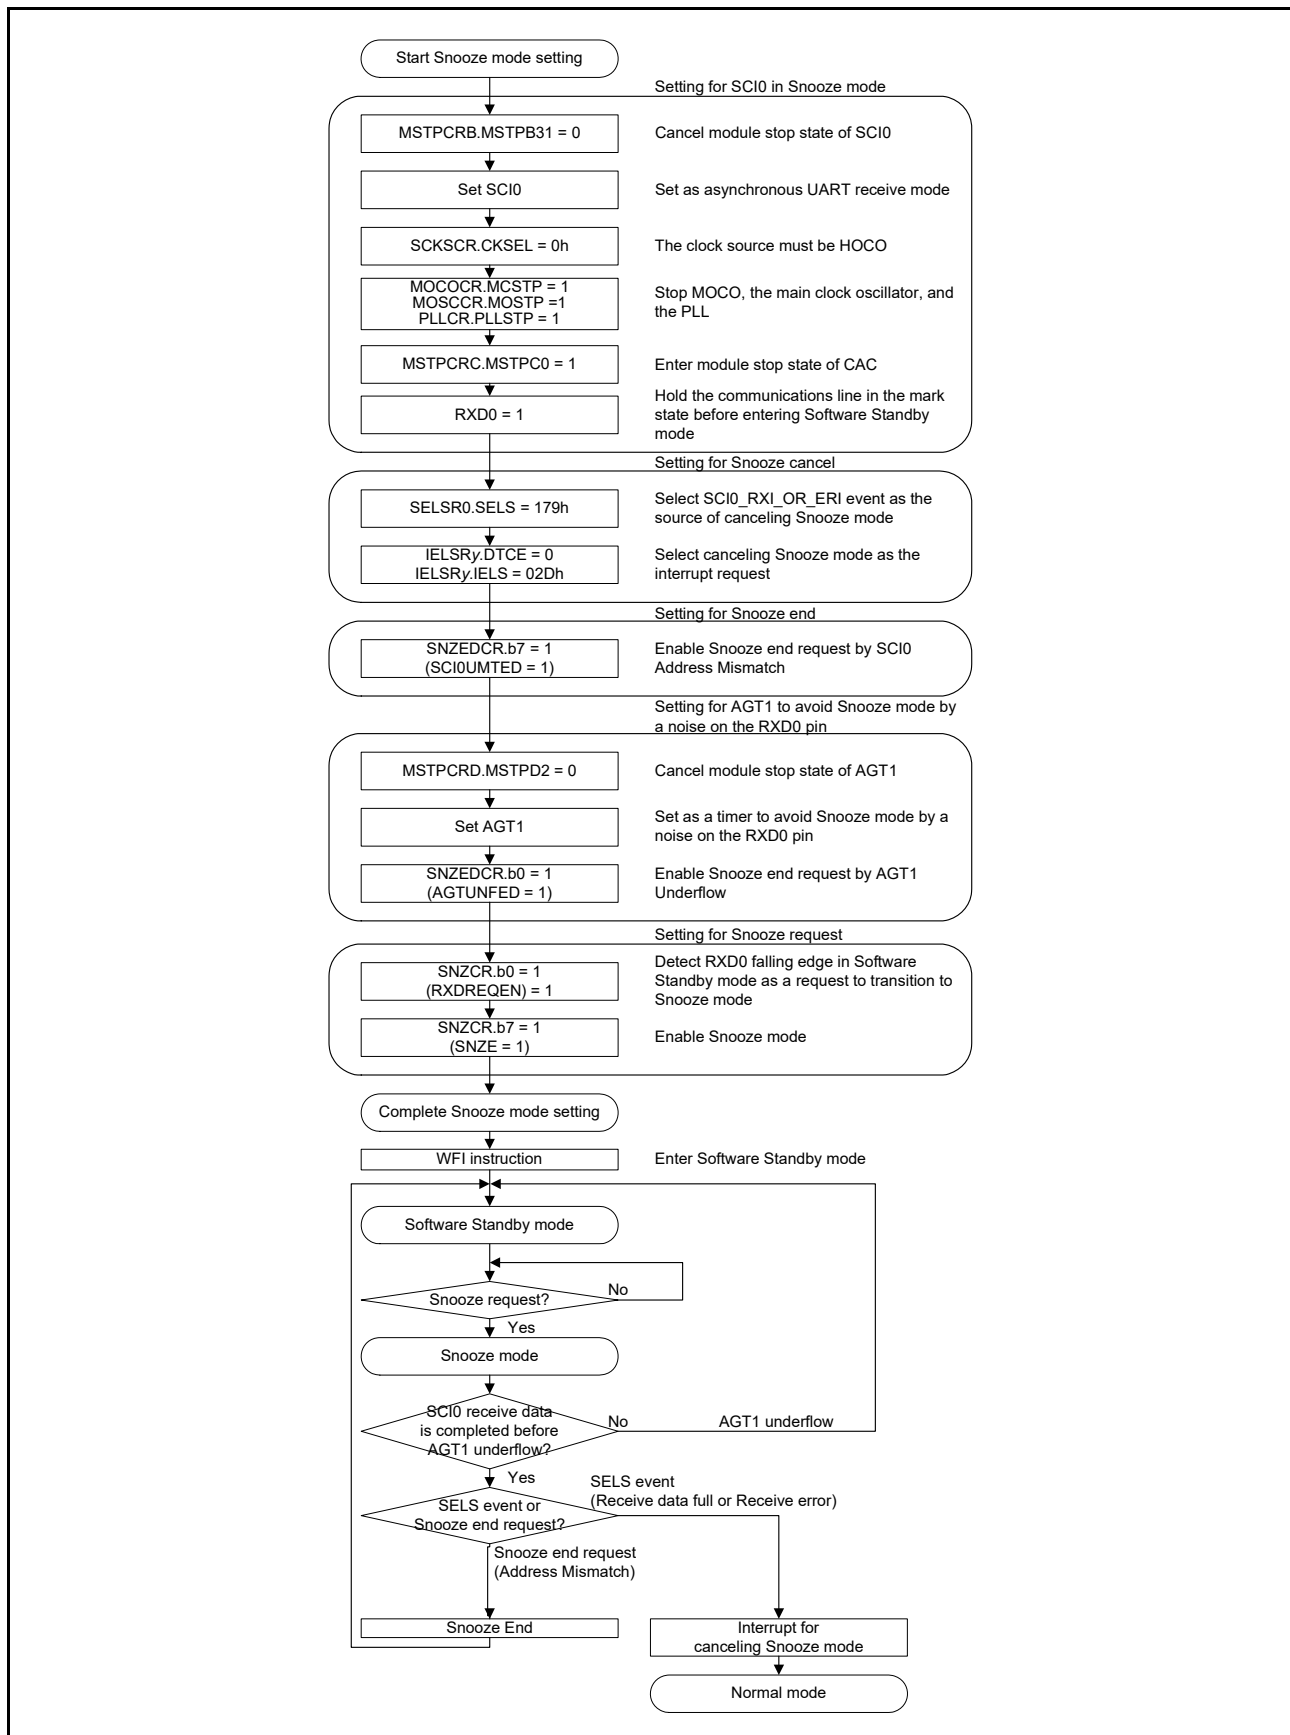 Start Snooze mode setting
Setting for SCI0 in Snooze mode
MSTPCRB.MSTPB31 = 0
Cancel module stop state of SCI0
Set SCI0
Set as asynchronous UART receive mode
SCKSCR.CKSEL = 0h
The clock source must be HOCO
MOCOCR.MCSTP = 1
MOSCCR.MOSTP =1
PLLCR.PLLSTP = 1
Stop MOCO, the main clock oscillator, and
the PLL
MSTPCRC.MSTPC0 = 1
Enter module stop state of CAC
RXD0 = 1
Hold the communications line in the mark
state before entering Software Standby
mode
Setting for Snooze cancel
SELSR0.SELS = 179h
Select SCI0_RXI_OR_ERI event as the
source of canceling Snooze mode
IELSRy.DTCE = 0
IELSRy.IELS = 02Dh
Select canceling Snooze mode as the
interrupt request
Setting for Snooze end
SNZEDCR.b7 = 1
(SCI0UMTED = 1)
Enable Snooze end request by SCI0
Address Mismatch
Setting for AGT1 to avoid Snooze mode by
a noise on the RXD0 pin
MSTPCRD.MSTPD2 = 0
Cancel module stop state of AGT1
Set AGT1
Set as a timer to avoid Snooze mode by a
noise on the RXD0 pin
SNZEDCR.b0 = 1
(AGTUNFED = 1)
Enable Snooze end request by AGT1
Underflow
Setting for Snooze request
SNZCR.b0 = 1
(RXDREQEN) = 1
Detect RXD0 falling edge in Software
Standby mode as a request to transition to
Snooze mode
SNZCR.b7 = 1
(SNZE = 1)
Enable Snooze mode
Complete Snooze mode setting
WFI instruction
Enter Software Standby mode
Software Standby mode
Snooze request?
No
Yes
Snooze mode
SCI0 receive data
is completed before
AGT1 underflow?
No
AGT1 underflow
Yes
SELS event
(Receive data full or Receive error)
SELS event or
Snooze end request?
Snooze end request
(Address Mismatch)
Snooze End
Interrupt for
canceling Snooze mode
Normal mode